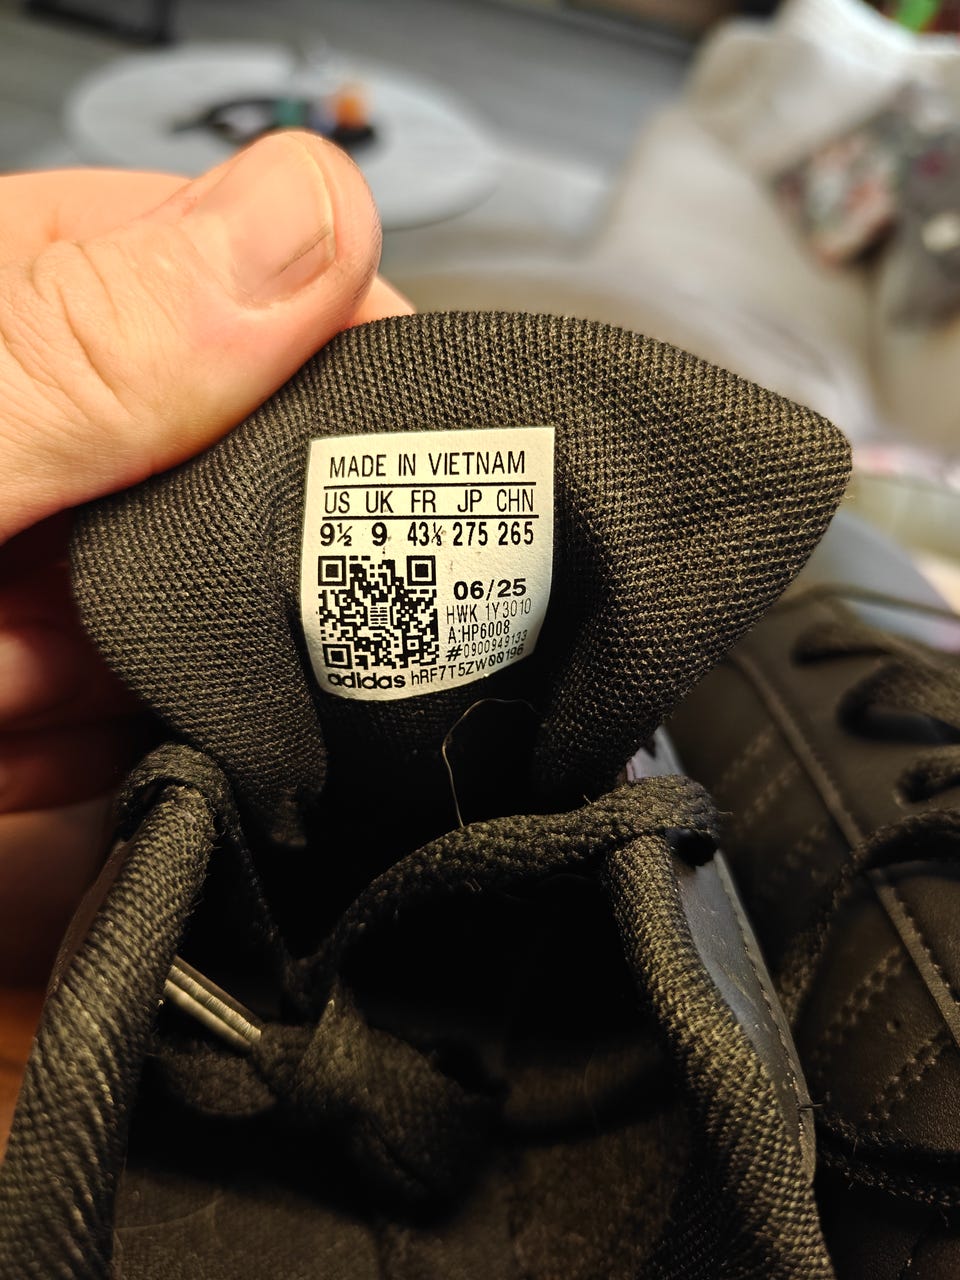 MADE IN VIETNAM
US UK FR JP CHN
9½ 9 43⅓ 275 265
06/25
HWK 1Y3010
A:HP6008
#0900949133
adidas hRF7T5ZW00196